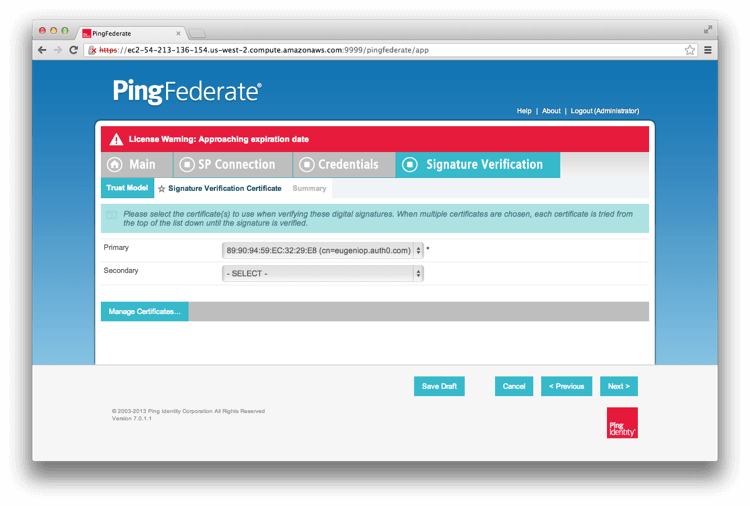 PingFederate
https://ec2-54-213-136-154.us-west-2.compute.amazonaws.com:9999/pingfederate/app
PingFederate®
Help | About | Logout (Administrator)
License Warning: Approaching expiration date
Main SP Connection Credentials Signature Verification
Trust Model Signature Verification Certificate Summary
Please select the certificate(s) to use when verifying these digital signatures. When multiple certificates are chosen, each certificate is tried from
the top of the list down until the signature is verified.
Primary 89:90:94:59:EC:32:29:E8 (cn=eugeniop.auth0.com) *
Secondary - SELECT -
Manage Certificates...
Save Draft Cancel < Previous Next >
© 2003-2013 Ping Identity Corporation All Rights Reserved
Version 7.0.1.1
Ping
Identity®